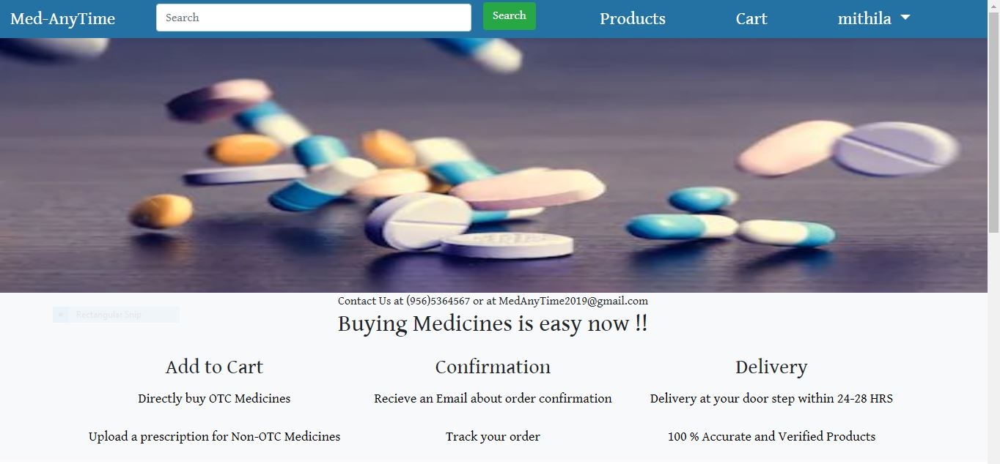 Med-AnyTime
Search
Search
Products
Cart
mithila
Contact Us at (956)5364567 or at MedAnyTime2019@gmail.com
Buying Medicines is easy now !!
Rectangular Snip
Add to Cart
Confirmation
Delivery
Directly buy OTC Medicines
Recieve an Email about order confirmation
Delivery at your door step within 24-28 HRS
Upload a prescription for Non-OTC Medicines
Track your order
100 % Accurate and Verified Products